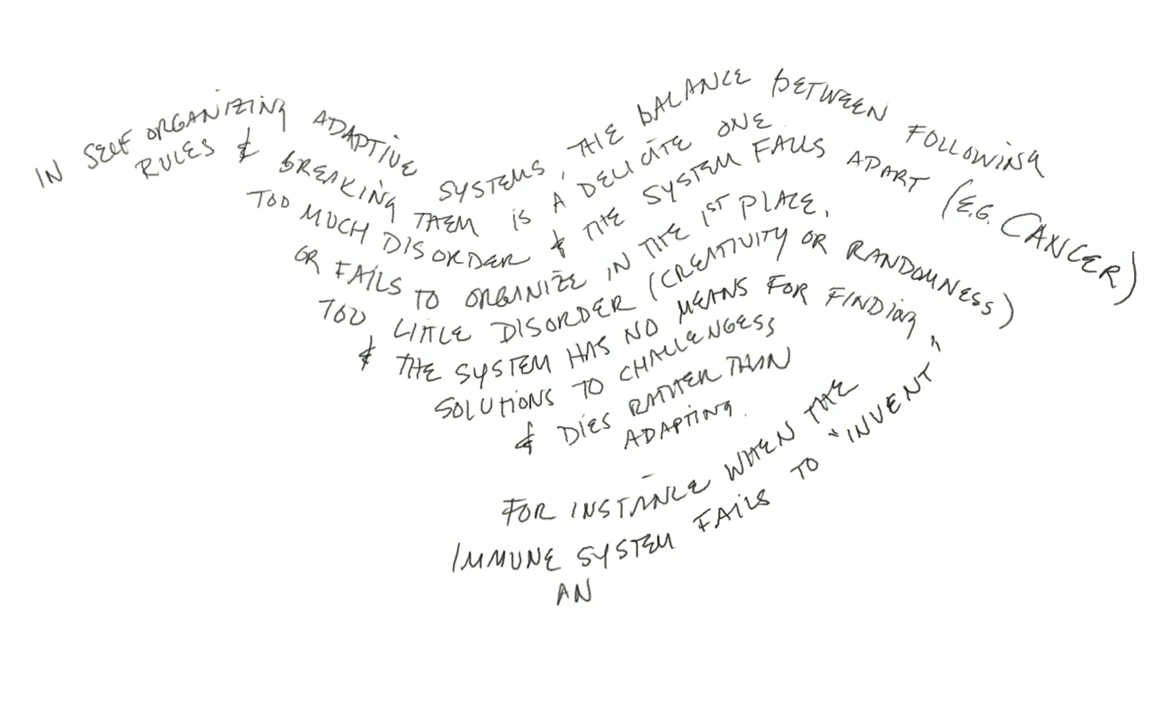 IN SELF ORGANIZING ADAPTIVE SYSTEMS, THE BALANCE BETWEEN FOLLOWING
RULES & BREAKING THEM IS A DELICATE ONE
TOO MUCH DISORDER & THE SYSTEM FALLS APART (E.G. CANCER)
OR FAILS TO ORGANIZE IN THE 1ST PLACE.
TOO LITTLE DISORDER (CREATIVITY OR RANDOMNESS)
& THE SYSTEM HAS NO MEANS FOR FINDING
SOLUTIONS TO CHALLENGES;
& DIES RATHER THAN
ADAPTING.
FOR INSTANCE WHEN THE
IMMUNE SYSTEM FAILS TO "INVENT"
AN